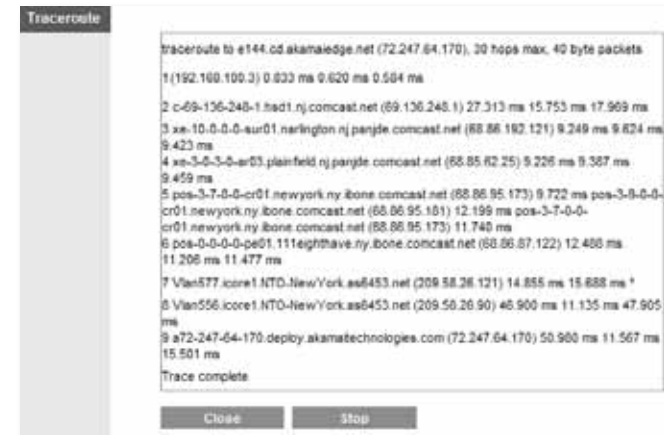 Traceroute
traceroute to e144.cd.akamaiedge.net (72.247.64.170), 30 hops max, 40 byte packets
1(192.168.100.3) 0.833 ms 0.620 ms 0.584 ms
2 c-69-136-248-1.hsd1.nj.comcast.net (69.136.248.1) 27.313 ms 15.753 ms 17.969 ms
3 xe-10-0-0-0-sur01.narlington.nj.panjde.comcast.net (68.86.192.121) 9.249 ms 9.624 ms
9.423 ms
4 xe-3-0-3-0-ar03.plainfield.nj.panjde.comcast.net (68.85.62.25) 9.226 ms 9.387 ms
9.459 ms
5 pos-3-7-0-0-cr01.newyork.ny.ibone.comcast.net (68.86.95.173) 9.722 ms pos-3-9-0-0-
cr01.newyork.ny.ibone.comcast.net (68.86.95.181) 12.199 ms pos-3-7-0-0-
cr01.newyork.ny.ibone.comcast.net (68.86.95.173) 11.740 ms
6 pos-0-0-0-0-pe01.111eighthave.ny.ibone.comcast.net (68.86.87.122) 12.488 ms
11.206 ms 11.477 ms
7 Vlan577.icore1.NTO-NewYork.as6453.net (209.58.26.121) 14.855 ms 15.688 ms *
8 Vlan556.icore1.NTO-NewYork.as6453.net (209.58.26.90) 46.900 ms 11.135 ms 47.905
ms
9 a72-247-64-170.deploy.akamaitechnologies.com (72.247.64.170) 50.980 ms 11.567 ms
15.501 ms
Trace complete
Close Stop